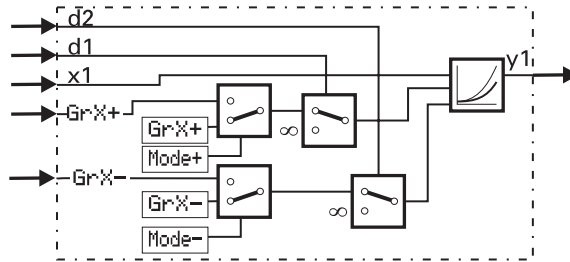 d2
d1
x1
y1
GrX+
GrX+
∞
Mode+
GrX-
GrX-
∞
Mode-